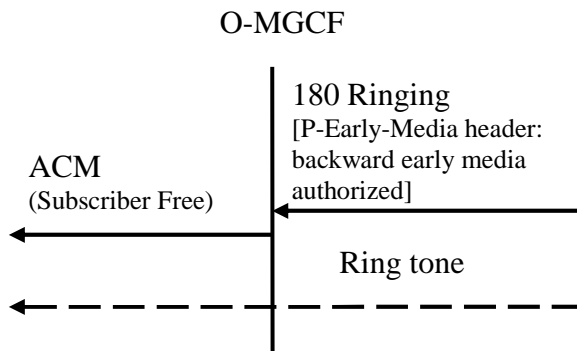 O-MGCF
180 Ringing
[P-Early-Media header:
backward early media
authorized]
ACM
(Subscriber Free)
Ring tone